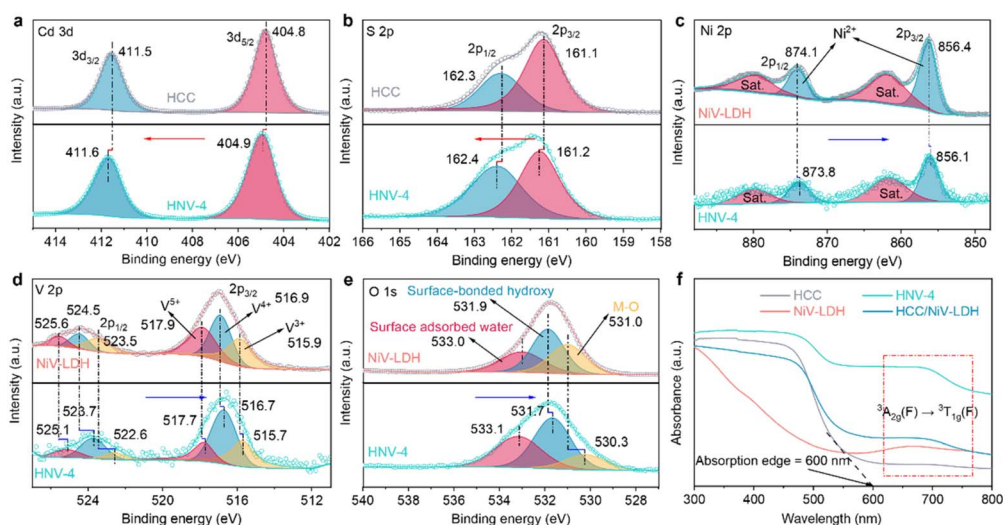 a Cd 3d
3d3/2 411.5
3d5/2 404.8
HCC
411.6
404.9
HNV-4
Intensity (a.u.)
415 414 412 410 408 406 404 402
Binding energy (eV)
b S 2p
2p1/2 2p3/2
HCC
162.3
161.1
162.4
161.2
HNV-4
Intensity (a.u.)
166 165 164 163 162 161 160 159 158
Binding energy (eV)
c Ni 2p
2p3/2
Ni2+ 856.4
2p1/2 874.1
Sat. Sat.
NiV-LDH
873.8
856.1
Sat. Sat.
HNV-4
Intensity (a.u.)
880 870 860 850
Binding energy (eV)
d V 2p
2p3/2
524.5
525.6 2p1/2
523.5
V5+ V4+ 516.9
517.9 V3+
515.9
NiV-LDH
523.7
525.1
522.6
517.7
516.7
515.7
HNV-4
Intensity (a.u.)
524 520 516 512
Binding energy (eV)
e O 1s
Surface-bonded hydroxy
531.9 M-O
Surface adsorbed water 531.0
533.0
NiV-LDH
531.7
533.1
530.3
HNV-4
Intensity (a.u.)
540 538 536 534 532 530 528
Binding energy (eV)
f
HCC HNV-4
NiV-LDH HCC/NiV-LDH
3A2g(F) → 3T1g(F)
Absorption edge = 600 nm
Absorbance (a.u.)
300 400 500 600 700 800
Wavelength (nm)